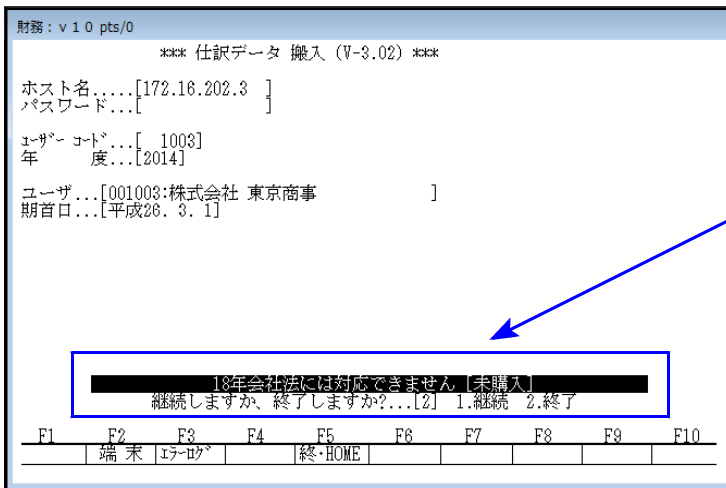 財務：ｖ１０ pts/0
*** 仕訳データ 搬入 (V-3.02) ***
ホスト名.....[172.16.202.3  ]
パスワード...[             ]
ﾕｰｻﾞｰ ｺｰﾄﾞ...[  1003]
年      度...[2014]
ユーザ...[001003:株式会社 東京商事              ]
期首日...[平成26. 3. 1]
18年会社法には対応できません［未購入］
継続しますか、終了しますか?...[2]  1.継続  2.終了
F1 F2 F3 F4 F5 F6 F7 F8 F9 F10
端 末 ｴﾗｰﾛｸﾞ 終･HOME